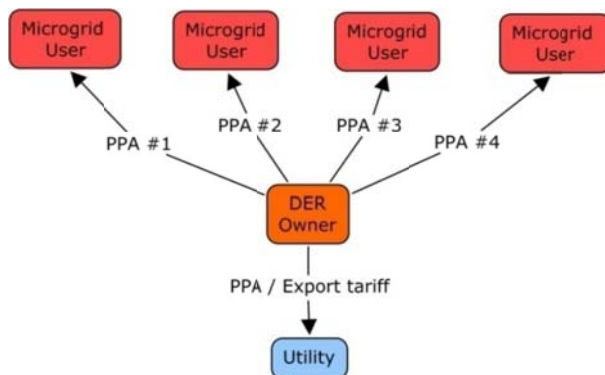 Microgrid
User
Microgrid
User
Microgrid
User
Microgrid
User
PPA #1
PPA #2
PPA #3
PPA #4
DER
Owner
PPA / Export tariff
Utility